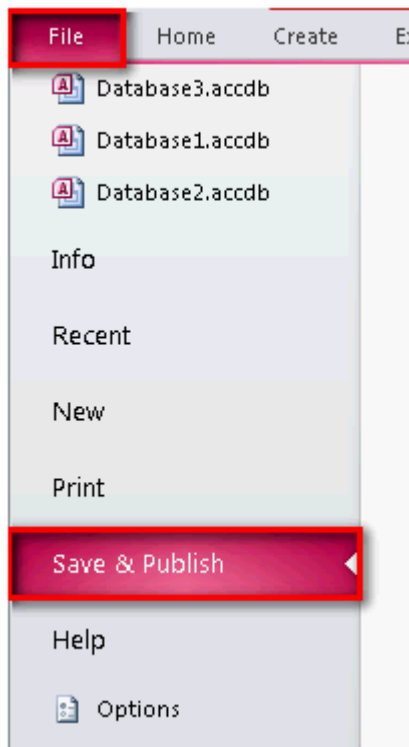 File Home Create E
Database3.accdb
Database1.accdb
Database2.accdb
Info
Recent
New
Print
Save & Publish
Help
Options